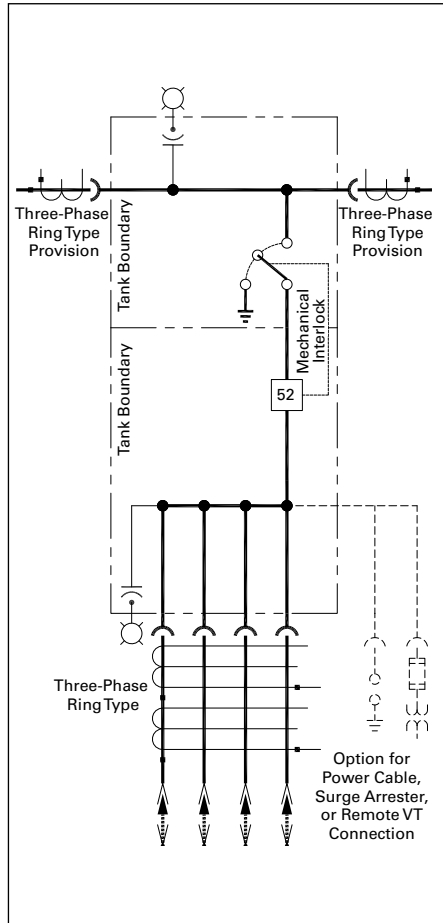 Three-Phase
Ring Type
Provision
Three-Phase
Ring Type
Provision
Tank Boundary
Mechanical
Interlock
Tank Boundary
52
Three-Phase
Ring Type
Option for
Power Cable,
Surge Arrester,
or Remote VT
Connection